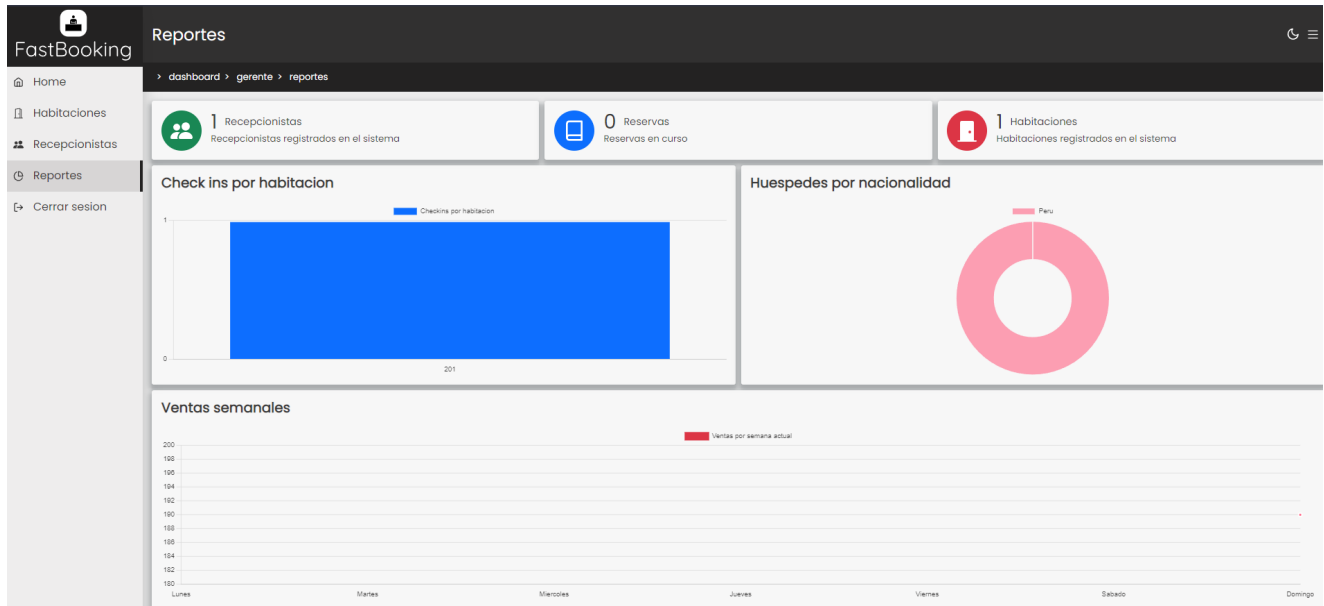 FastBooking
Reportes
> dashboard > gerente > reportes
Home
Habitaciones
Recepcionistas
Reportes
Cerrar sesion
1 Recepcionistas
Recepcionistas registrados en el sistema
0 Reservas
Reservas en curso
1 Habitaciones
Habitaciones registrados en el sistema
Check ins por habitacion
Checkins por habitacion
1
0
201
Huespedes por nacionalidad
Peru
Ventas semanales
Ventas por semana actual
200
198
196
194
192
190
188
186
184
182
180
Lunes Martes Miercoles Jueves Viernes Sabado Domingo